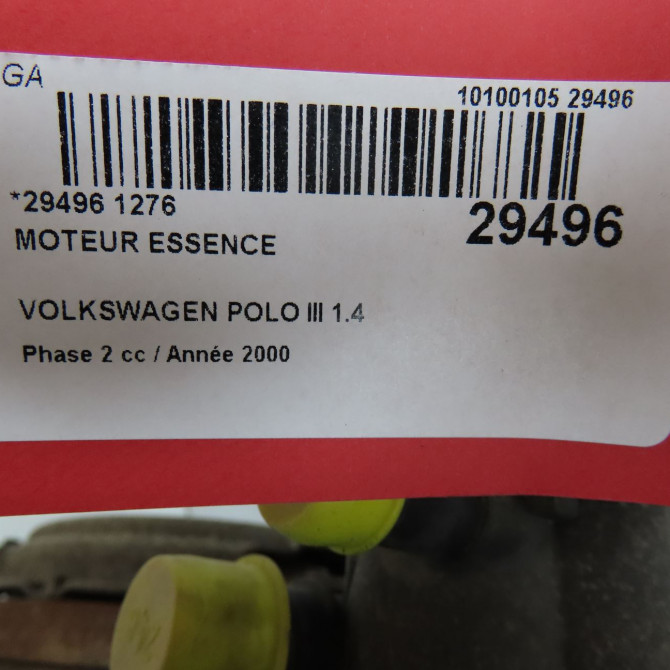 GA
10100105 29496
*29496 1276
29496
MOTEUR ESSENCE
VOLKSWAGEN POLO III 1.4
Phase 2 cc / Année 2000